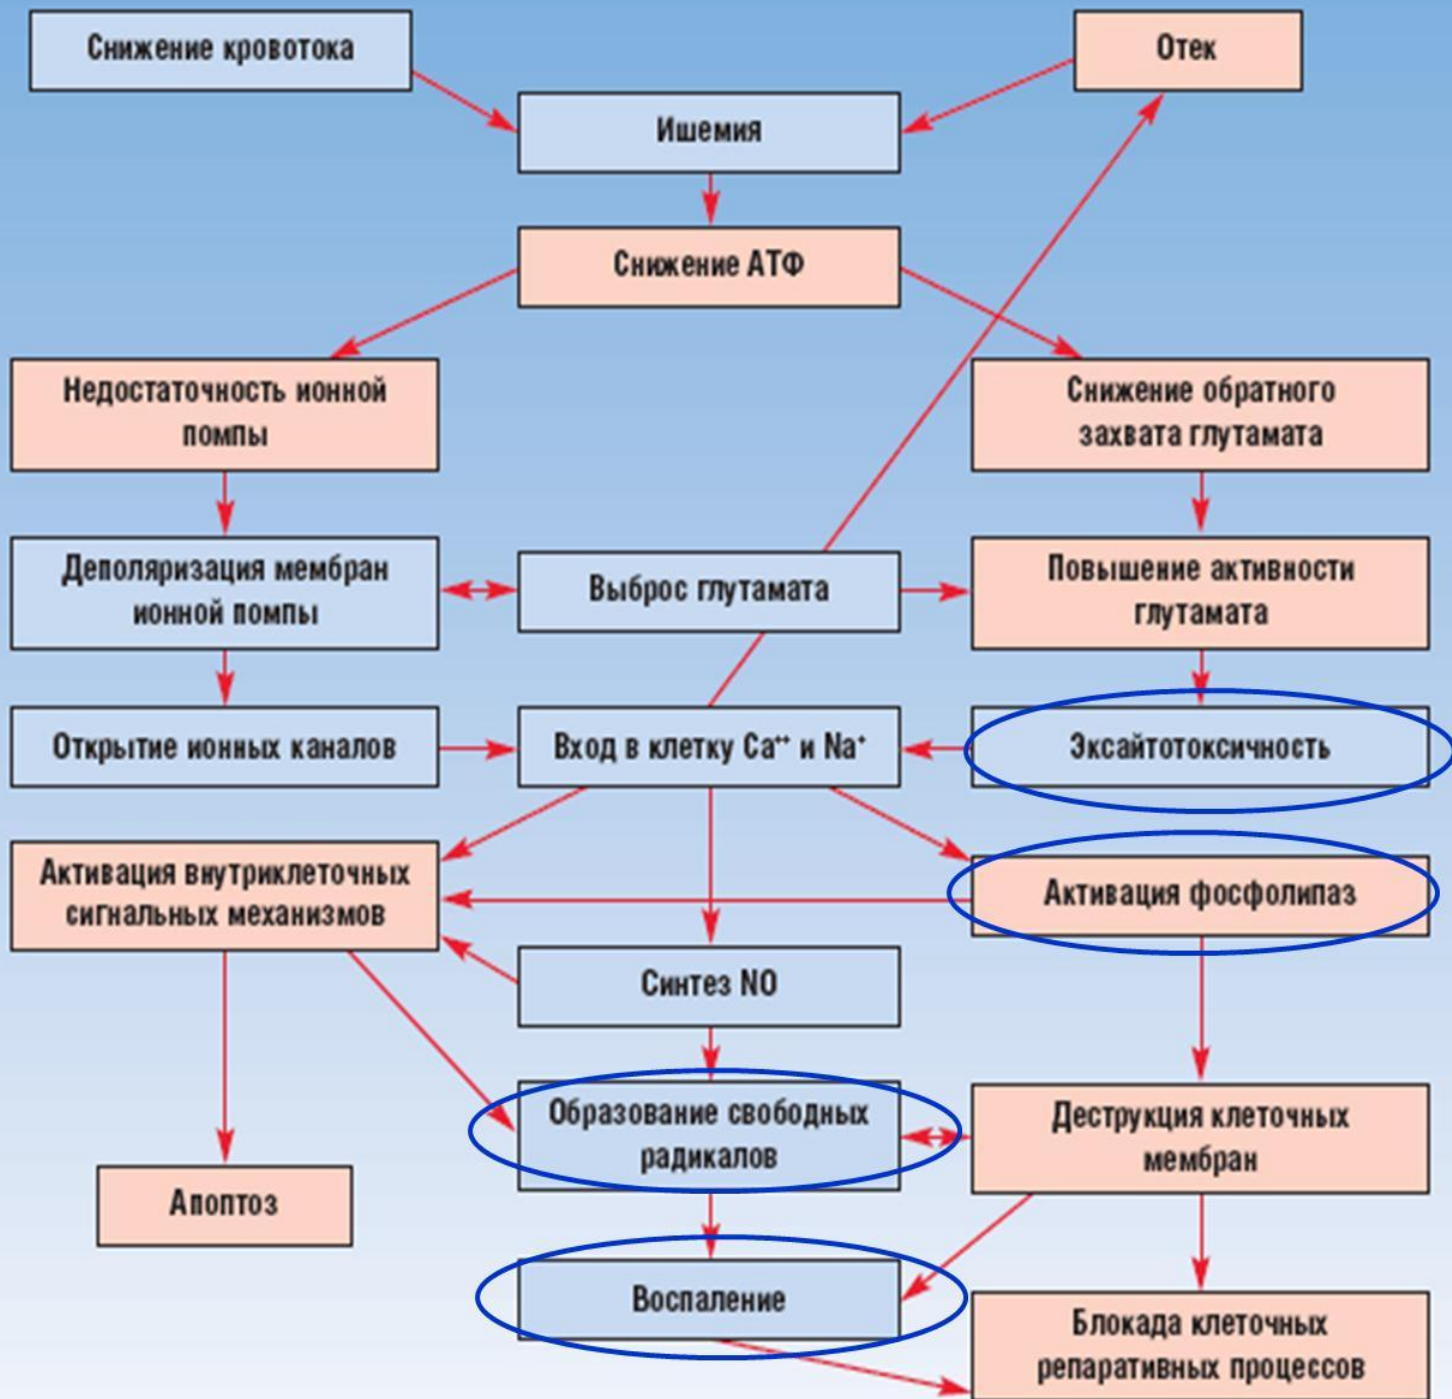 Снижение кровотока
Отек
Ишемия
Снижение АТФ
Недостаточность ионной
помпы
Снижение обратного
захвата глутамата
Деполяризация мембран
ионной помпы
Выброс глутамата
Повышение активности
глутамата
Открытие ионных каналов
Вход в клетку Ca⁺⁺ и Na⁺
Эксайтотоксичность
Активация внутриклеточных
сигнальных механизмов
Активация фосфолипаз
Синтез NO
Образование свободных
радикалов
Деструкция клеточных
мембран
Апоптоз
Воспаление
Блокада клеточных
репаративных процессов